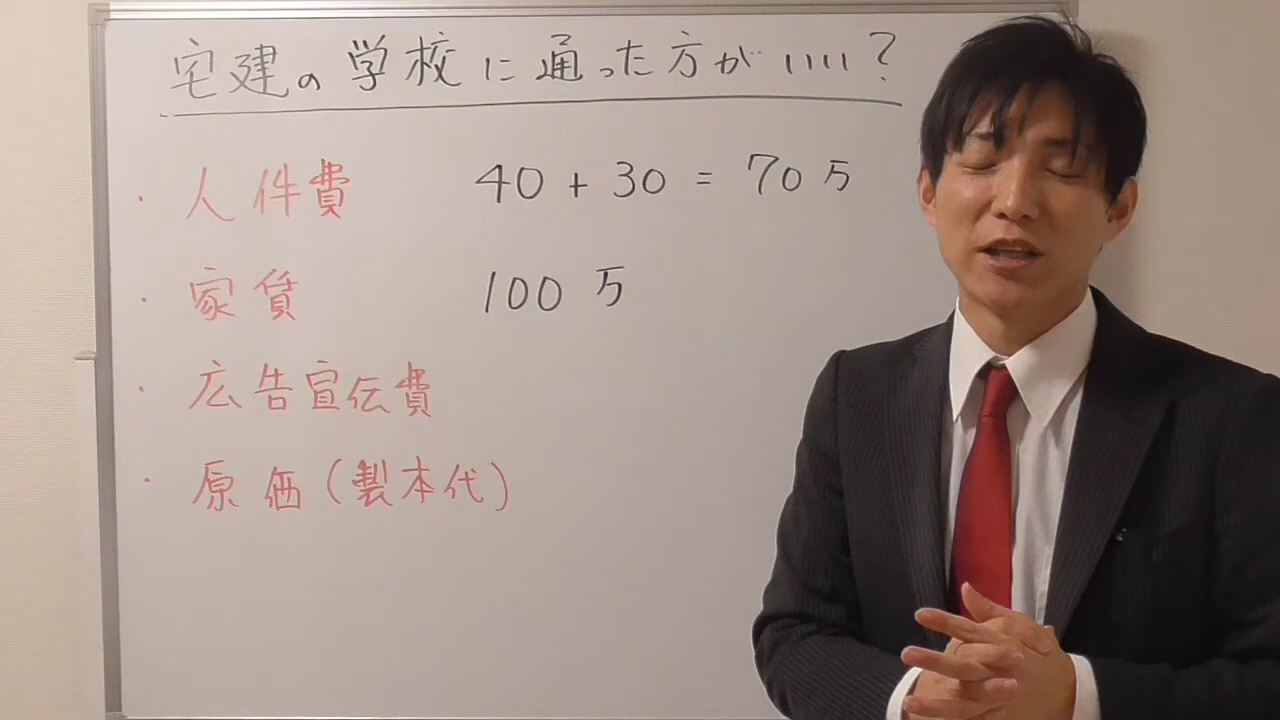 宅建の学校に通った方がいい?
・人件費 40+30=70万
・家賃 100万
・広告宣伝費
・原価(製本代)